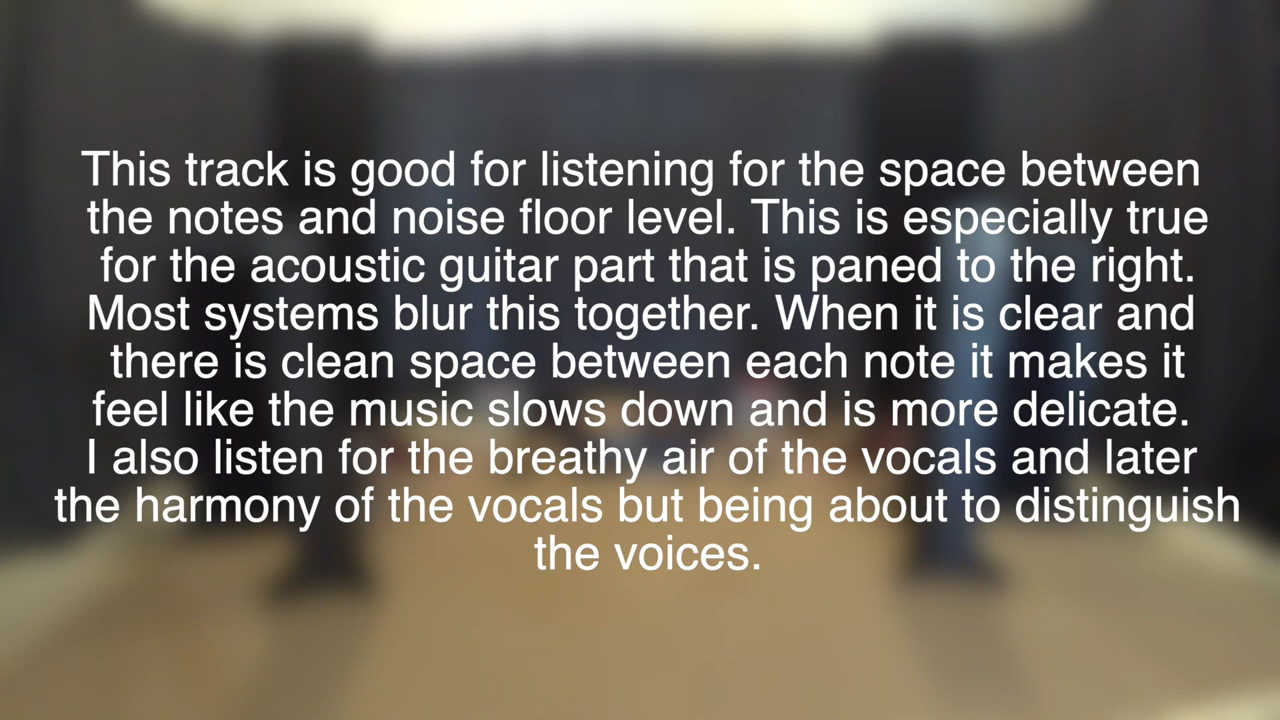 This track is good for listening for the space between
the notes and noise floor level. This is especially true
for the acoustic guitar part that is paned to the right.
Most systems blur this together. When it is clear and
there is clean space between each note it makes it
feel like the music slows down and is more delicate.
I also listen for the breathy air of the vocals and later
the harmony of the vocals but being about to distinguish
the voices.